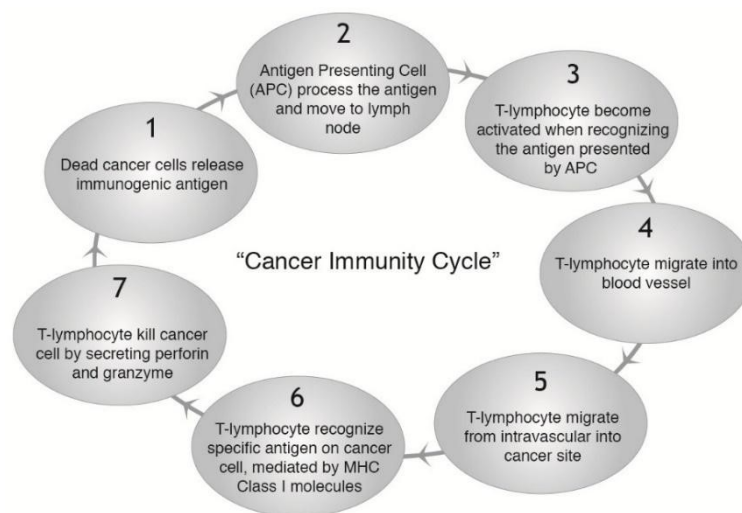 1
Dead cancer cells release
immunogenic antigen
2
Antigen Presenting Cell
(APC) process the antigen
and move to lymph
node
3
T-lymphocyte become
activated when recognizing
the antigen presented
by APC
4
T-lymphocyte migrate into
blood vessel
5
T-lymphocyte migrate
from intravascular into
cancer site
6
T-lymphocyte recognize
specific antigen on cancer
cell, mediated by MHC
Class I molecules
7
T-lymphocyte kill cancer
cell by secreting perforin
and granzyme
“Cancer Immunity Cycle”